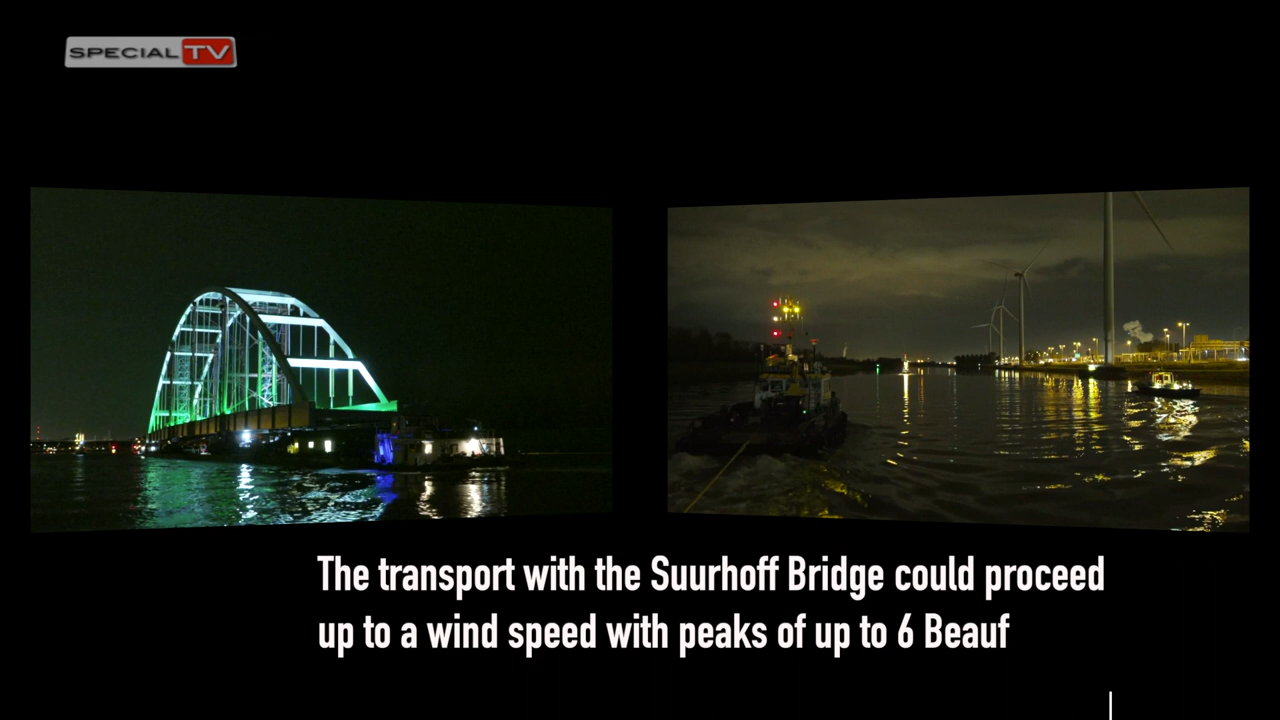 SPECIAL TV
The transport with the Suurhoff Bridge could proceed
up to a wind speed with peaks of up to 6 Beauf